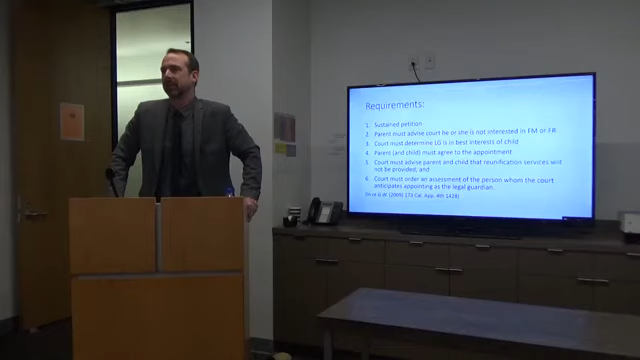 Requirements:
1. Sustained petition
2. Parent must advise court he or she is not interested in FM or FR
3. Court must determine LG is in best interests of child
4. Parent (and child) must agree to the appointment
5. Court must advise parent and child that reunification services will
not be provided; and
6. Court must order an assessment of the person whom the court
anticipates appointing as the legal guardian.
(In re G.W. (2009) 173 Cal. App. 4th 1428)